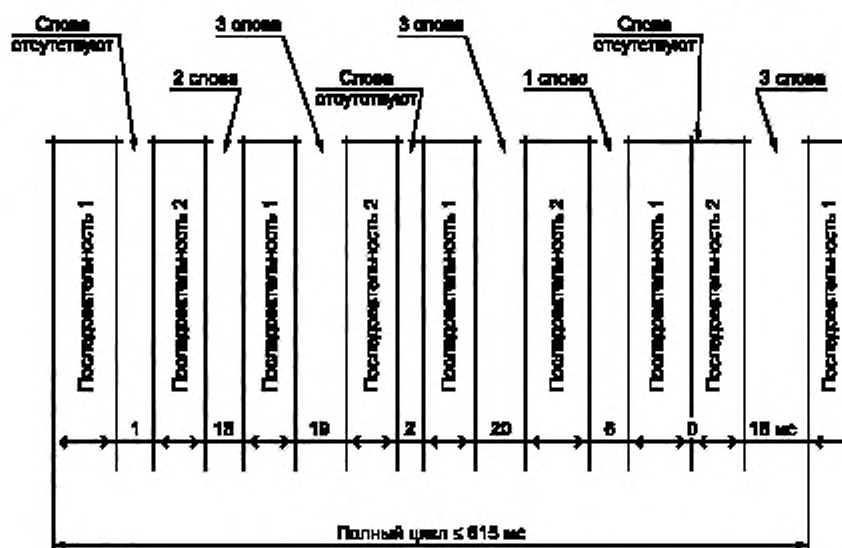 Слова
отсутствуют
3 слова
3 слова
Слова
отсутствуют
2 слова
Слова
отсутствуют
1 слово
3 слова
Последовательность 1
Последовательность 2
Последовательность 1
Последовательность 2
Последовательность 1
Последовательность 2
Последовательность 1
Последовательность 2
Последовательность 1
1
19
2
20
6
0
Полный цикл ≤ 615 мс